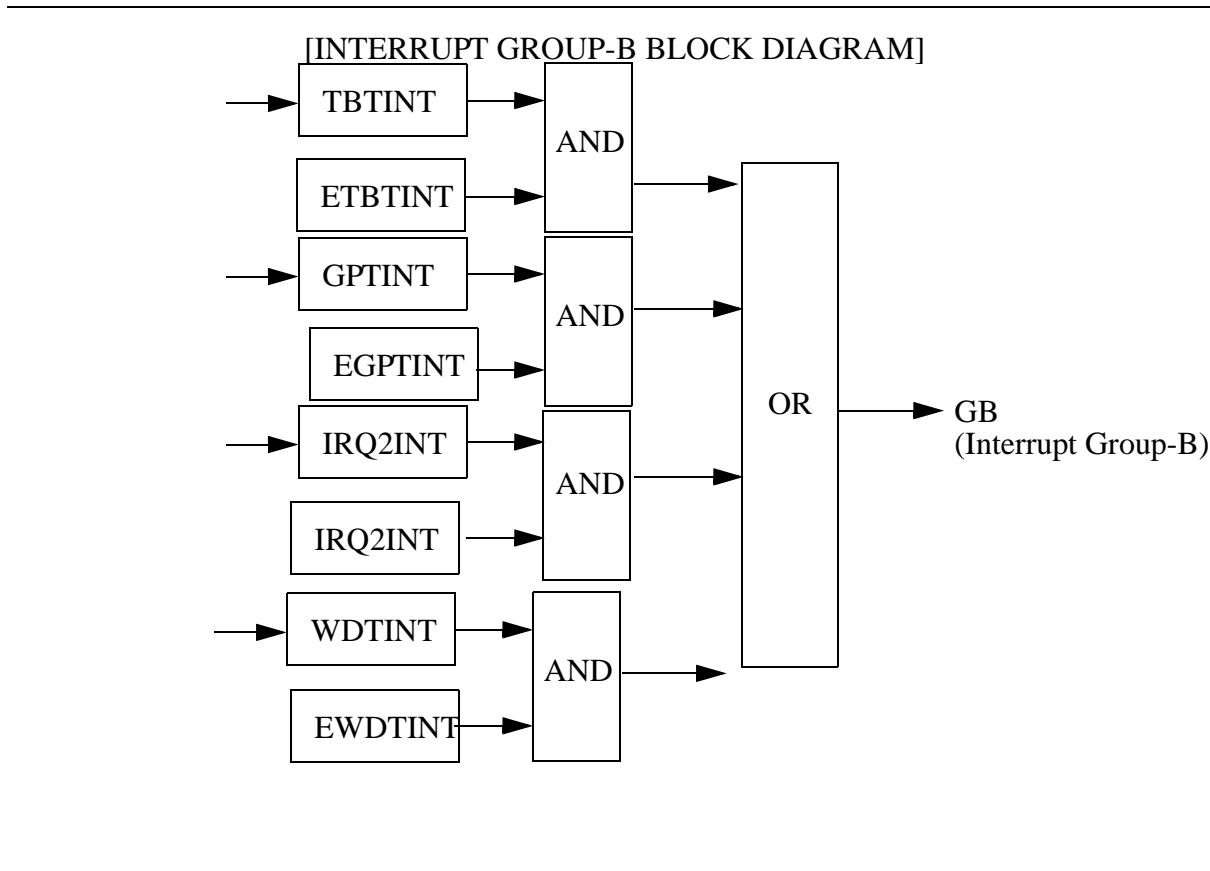 [INTERRUPT GROUP-B BLOCK DIAGRAM]
TBTINT
AND
ETBTINT
GPTINT
AND
EGPTINT
OR
GB
(Interrupt Group-B)
IRQ2INT
AND
IRQ2INT
WDTINT
AND
EWDTINT